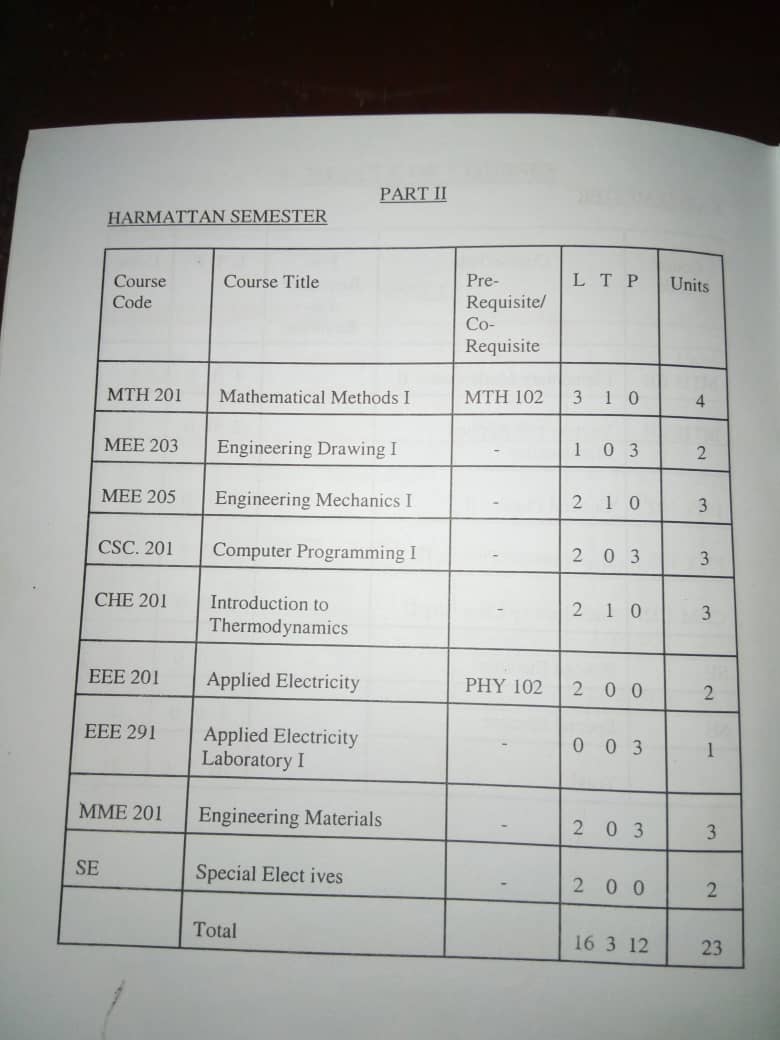 PART II
HARMATTAN SEMESTER
Course Code Course Title Pre-Requisite/ Co-Requisite L T P Units
MTH 201 Mathematical Methods I MTH 102 3 1 0 4
MEE 203 Engineering Drawing I - 1 0 3 2
MEE 205 Engineering Mechanics I - 2 1 0 3
CSC. 201 Computer Programming I - 2 0 3 3
CHE 201 Introduction to Thermodynamics - 2 1 0 3
EEE 201 Applied Electricity PHY 102 2 0 0 2
EEE 291 Applied Electricity Laboratory I - 0 0 3 1
MME 201 Engineering Materials - 2 0 3 3
SE Special Elect ives - 2 0 0 2
Total 16 3 12 23